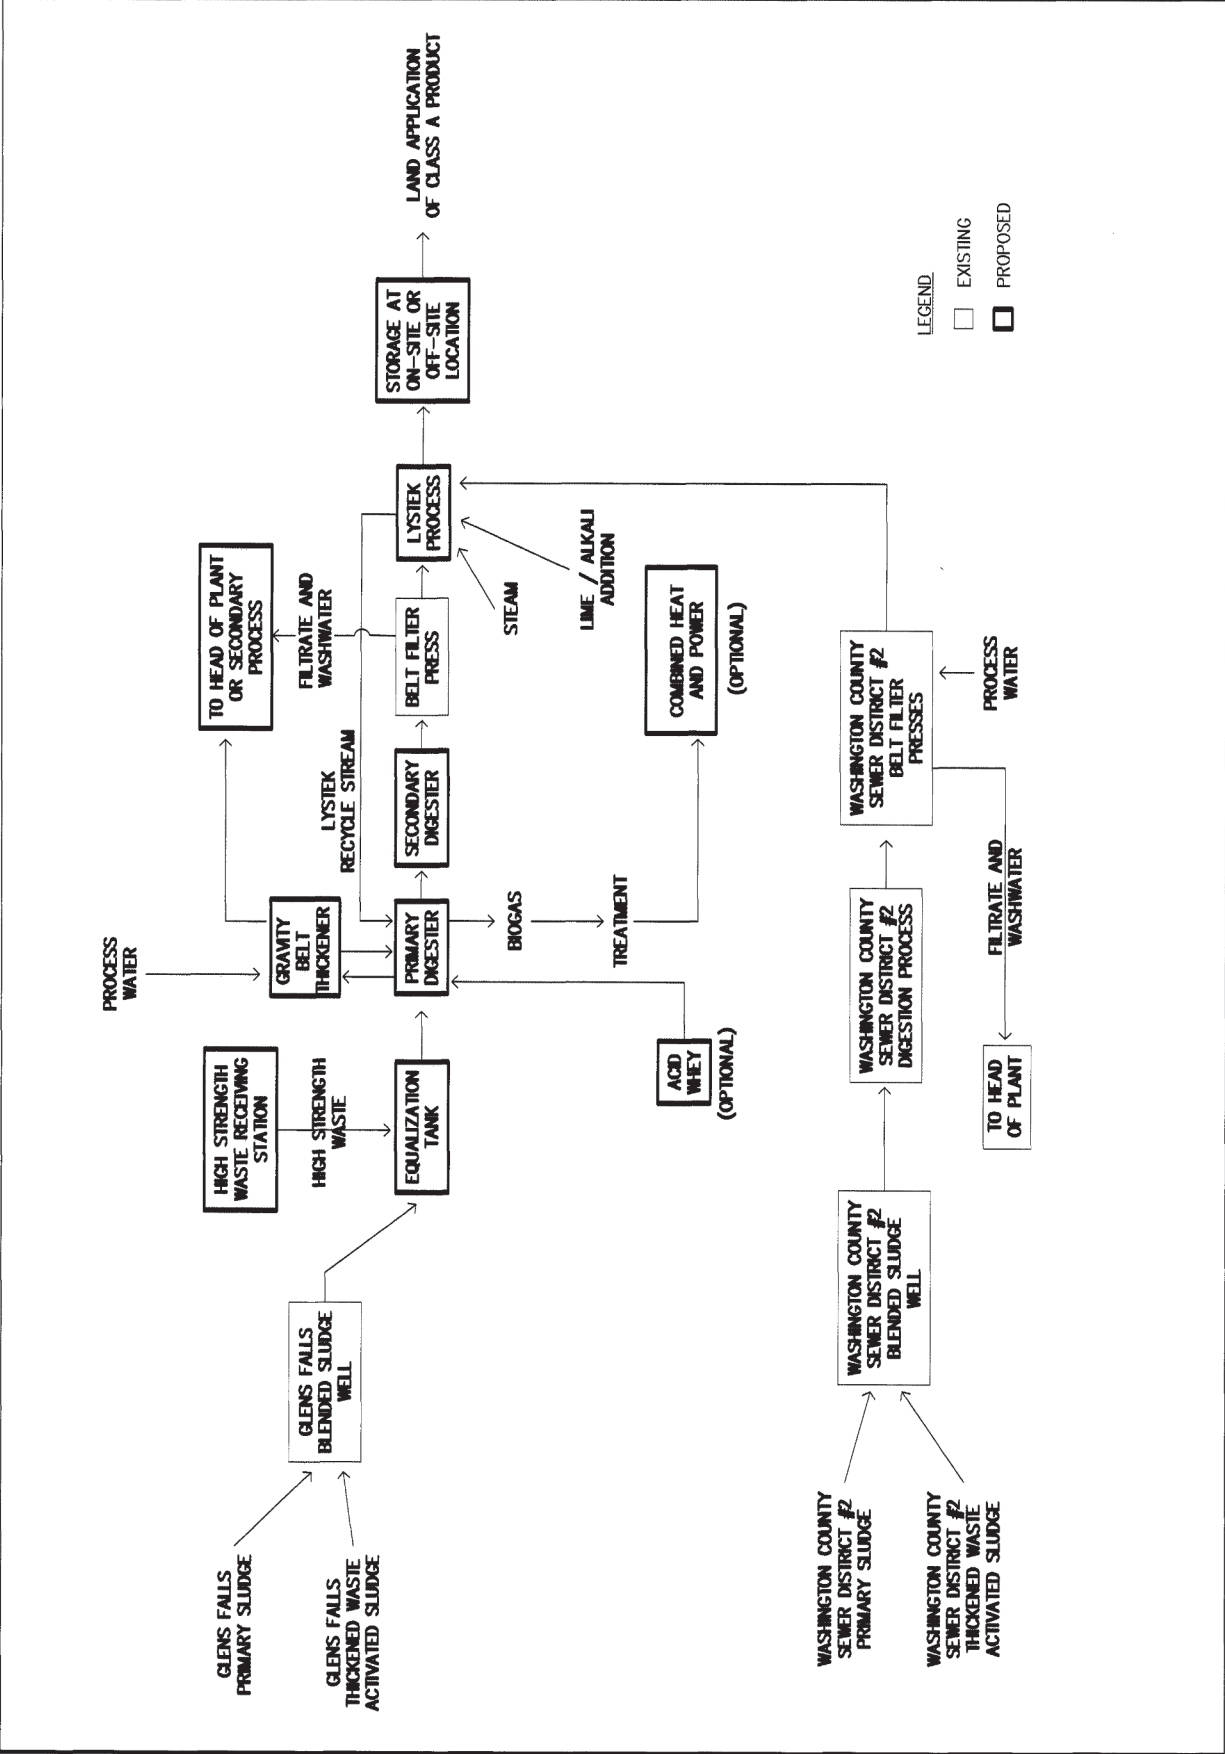 GLENS FALLS
PRIMARY SLUDGE
GLENS FALLS
THICKENED WASTE
ACTIVATED SLUDGE
GLENS FALLS
BLENDED SLUDGE
WELL
HIGH STRENGTH
WASTE RECEIVING
STATION
HIGH STRENGTH
WASTE
EQUALIZATION
TANK
PROCESS
WATER
GRAVITY
BELT
THICKENER
PRIMARY
DIGESTER
ACID
WHEY
(OPTIONAL)
BIOGAS
TREATMENT
COMBINED HEAT
AND POWER
(OPTIONAL)
SECONDARY
DIGESTER
LYSTEK
RECYCLE STREAM
TO HEAD OF PLANT
OR SECONDARY
PROCESS
FILTRATE AND
WASHWATER
BELT FILTER
PRESS
LYSTEK
PROCESS
STEAM
LIME / ALKALI
ADDITION
STORAGE AT
ON-SITE OR
OFF-SITE
LOCATION
LAND APPLICATION
OF CLASS A PRODUCT
WASHINGTON COUNTY
SEWER DISTRICT #2
PRIMARY SLUDGE
WASHINGTON COUNTY
SEWER DISTRICT #2
THICKENED WASTE
ACTIVATED SLUDGE
WASHINGTON COUNTY
SEWER DISTRICT #2
BLENDED SLUDGE
WELL
WASHINGTON COUNTY
SEWER DISTRICT #2
DIGESTION PROCESS
WASHINGTON COUNTY
SEWER DISTRICT #2
BELT FILTER
PRESSES
PROCESS
WATER
FILTRATE AND
WASHWATER
TO HEAD
OF PLANT
LEGEND
EXISTING
PROPOSED